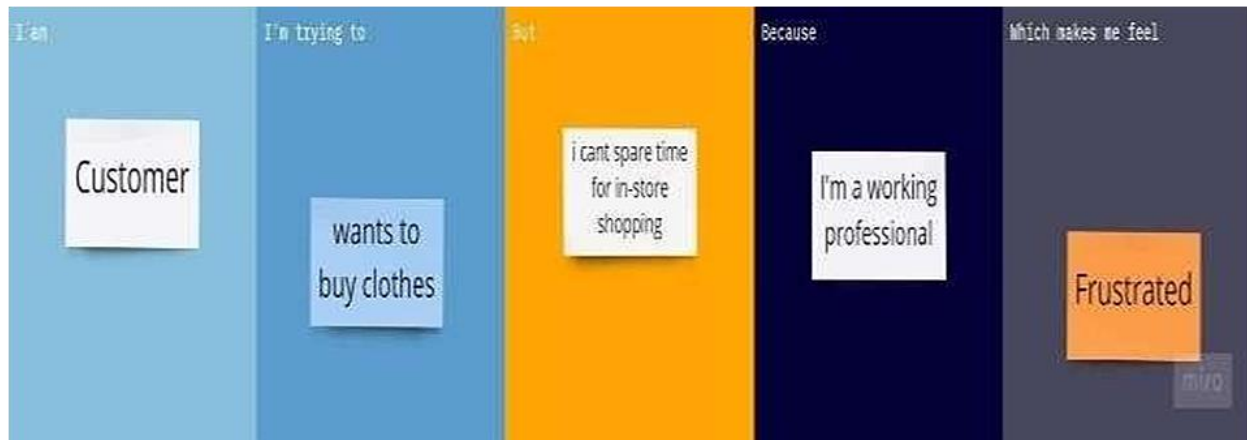 I am
I'm trying to
But
Because
Which makes me feel
Customer
wants to
buy clothes
i cant spare time
for in-store
shopping
I'm a working
professional
Frustrated
miro